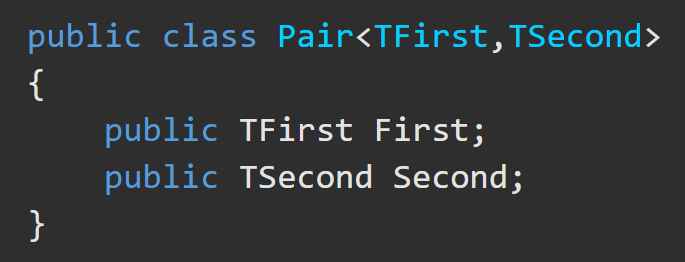 public class Pair<TFirst,TSecond>
{
    public TFirst First;
    public TSecond Second;
}